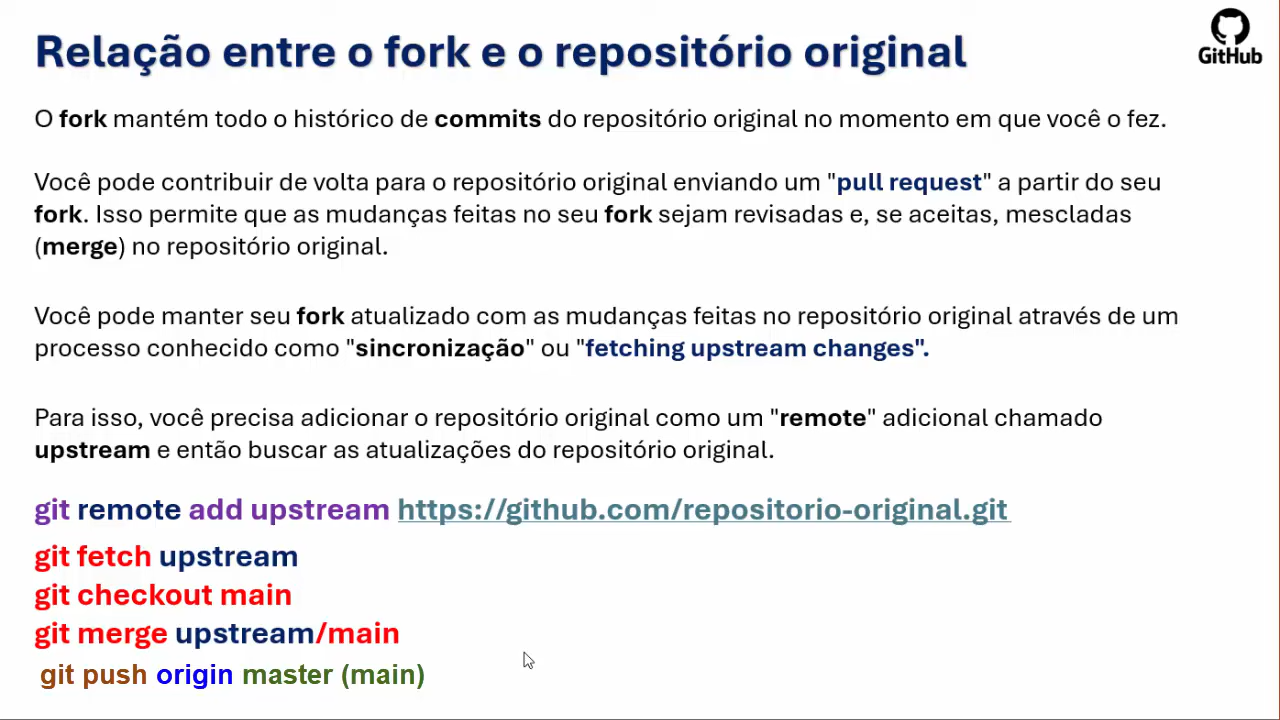 Relação entre o fork e o repositório original
GitHub
O fork mantém todo o histórico de commits do repositório original no momento em que você o fez.
Você pode contribuir de volta para o repositório original enviando um "pull request" a partir do seu
fork. Isso permite que as mudanças feitas no seu fork sejam revisadas e, se aceitas, mescladas
(merge) no repositório original.
Você pode manter seu fork atualizado com as mudanças feitas no repositório original através de um
processo conhecido como "sincronização" ou "fetching upstream changes".
Para isso, você precisa adicionar o repositório original como um "remote" adicional chamado
upstream e então buscar as atualizações do repositório original.
git remote add upstream https://github.com/repositorio-original.git
git fetch upstream
git checkout main
git merge upstream/main
git push origin master (main)